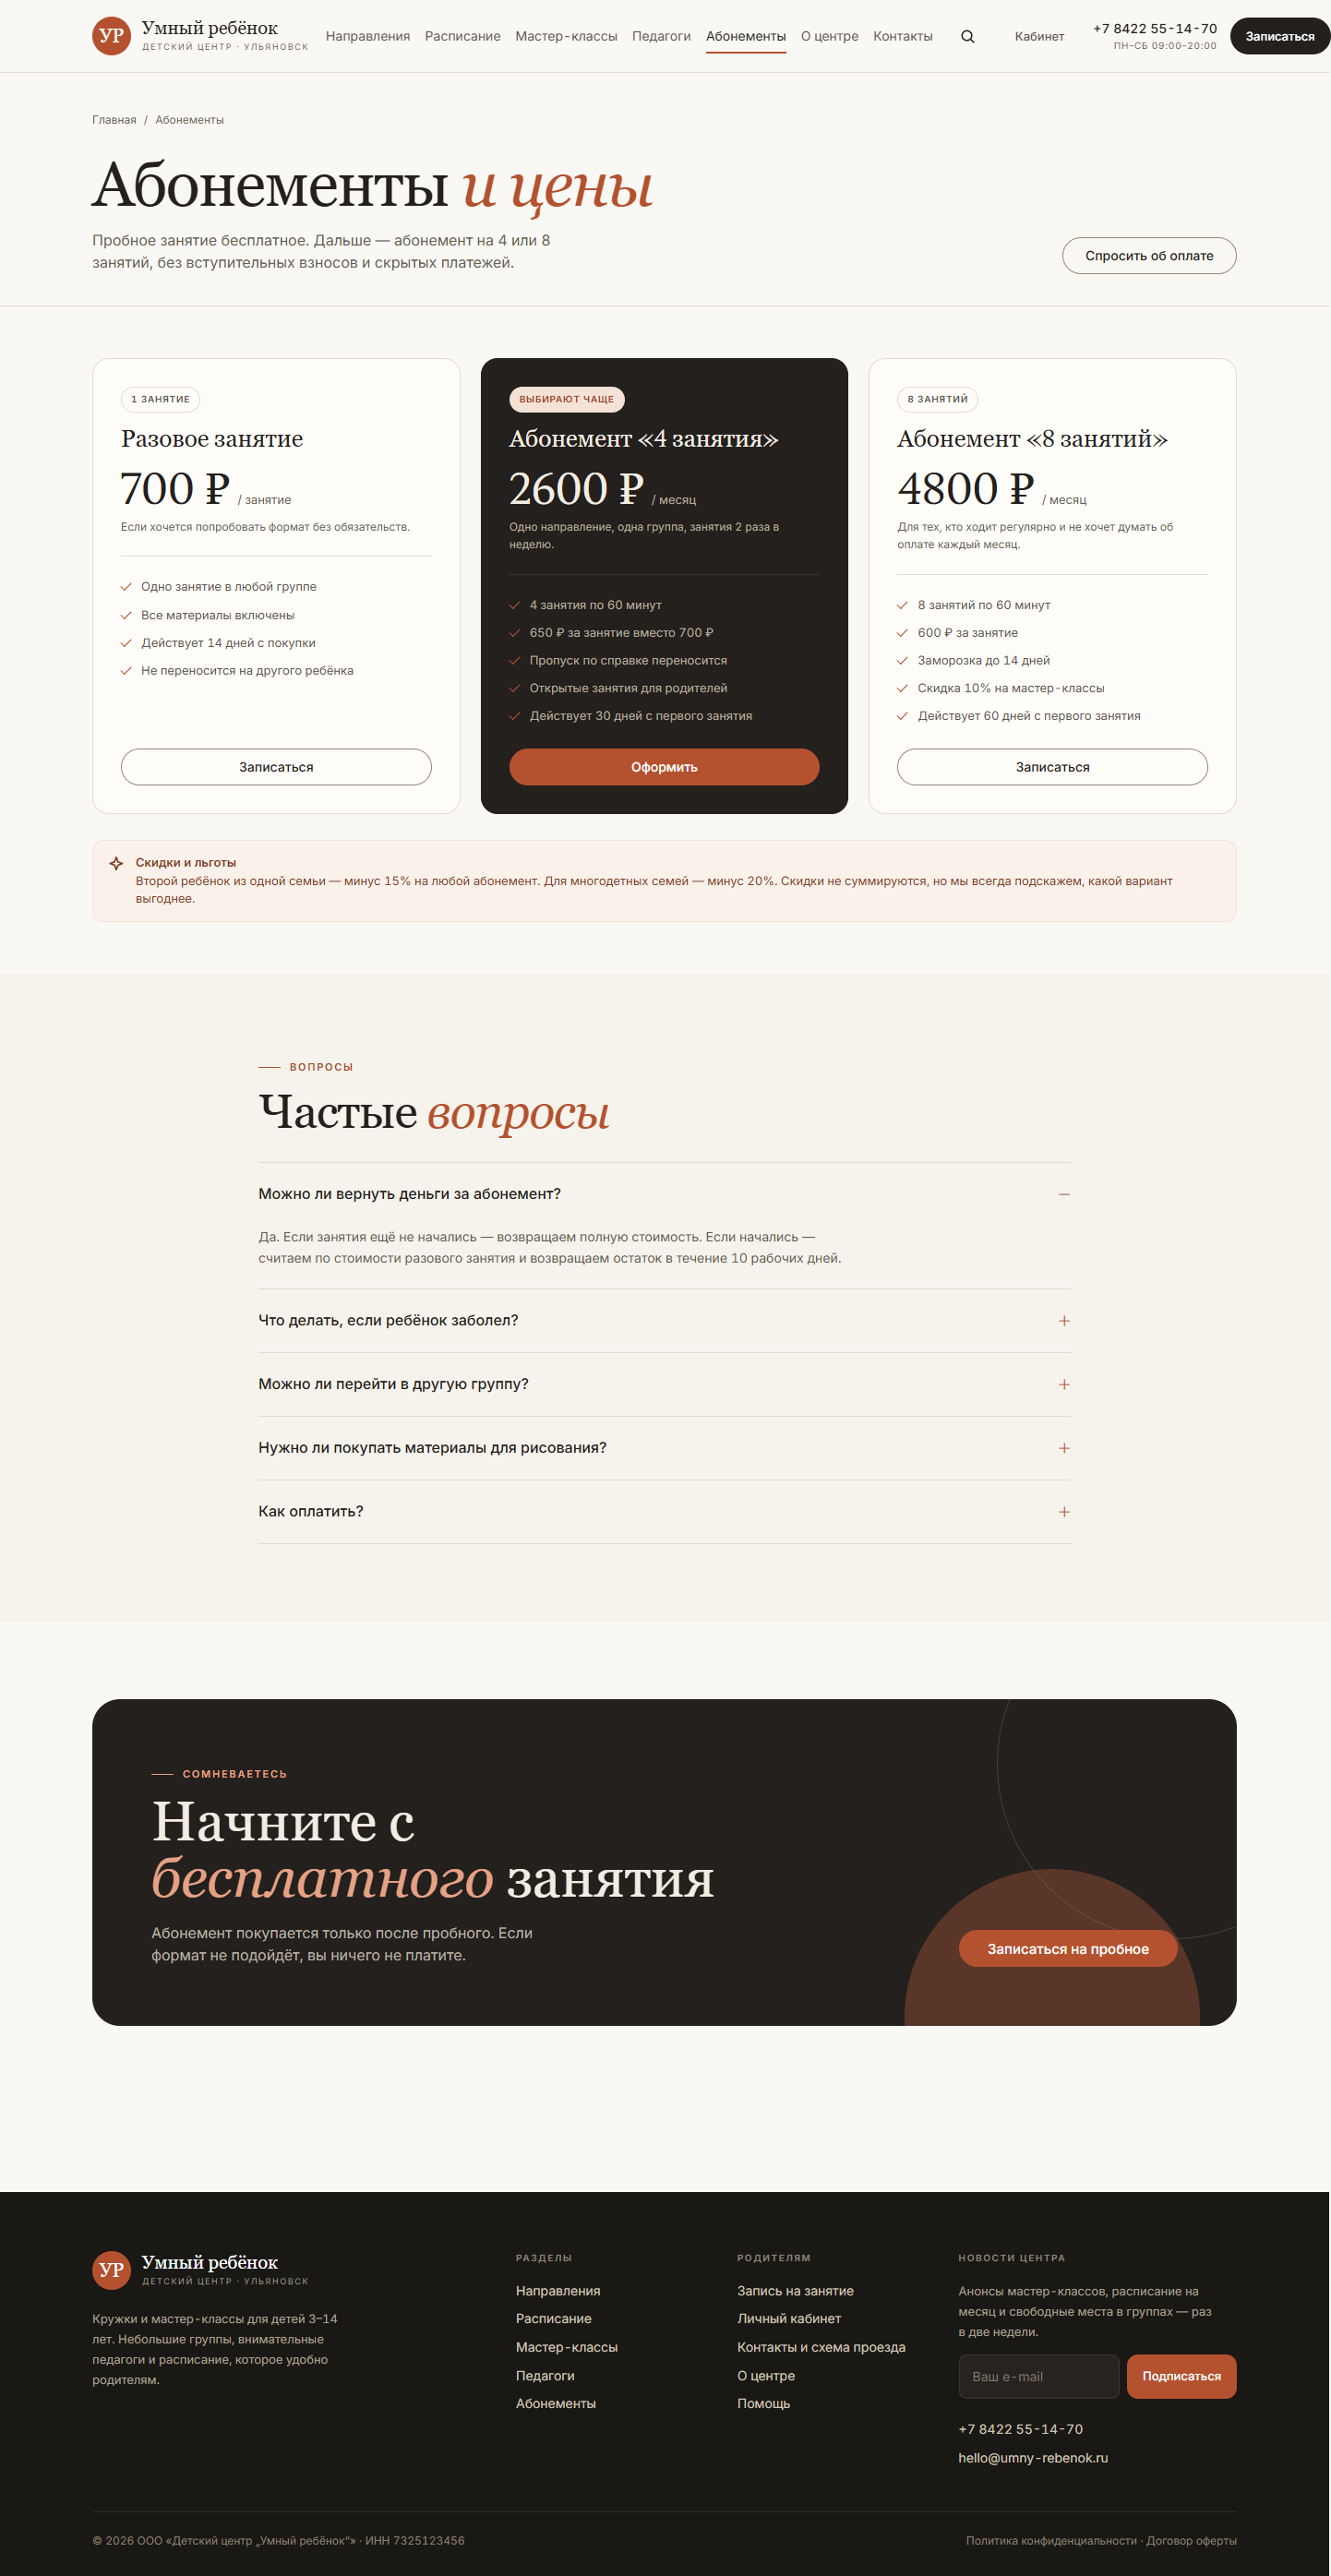 УР
Умный ребёнок
ДЕТСКИЙ ЦЕНТР · УЛЬЯНОВСК
Направления
Расписание
Мастер-классы
Педагоги
Абонементы
О центре
Контакты
Кабинет
+7 8422 55-14-70
ПН–СБ 09:00–20:00
Записаться
Главная / Абонементы
Абонементы и цены
Пробное занятие бесплатное. Дальше — абонемент на 4 или 8
занятий, без вступительных взносов и скрытых платежей.
Спросить об оплате
1 ЗАНЯТИЕ
Разовое занятие
700 ₽ / занятие
Если хочется попробовать формат без обязательств.
Одно занятие в любой группе
Все материалы включены
Действует 14 дней с покупки
Не переносится на другого ребёнка
Записаться
ВЫБИРАЮТ ЧАЩЕ
Абонемент «4 занятия»
2600 ₽ / месяц
Одно направление, одна группа, занятия 2 раза в
неделю.
4 занятия по 60 минут
650 ₽ за занятие вместо 700 ₽
Пропуск по справке переносится
Открытые занятия для родителей
Действует 30 дней с первого занятия
Оформить
8 ЗАНЯТИЙ
Абонемент «8 занятий»
4800 ₽ / месяц
Для тех, кто ходит регулярно и не хочет думать об
оплате каждый месяц.
8 занятий по 60 минут
600 ₽ за занятие
Заморозка до 14 дней
Скидка 10% на мастер-классы
Действует 60 дней с первого занятия
Записаться
Скидки и льготы
Второй ребёнок из одной семьи — минус 15% на любой абонемент. Для многодетных семей — минус 20%. Скидки не суммируются, но мы всегда подскажем, какой вариант
выгоднее.
ВОПРОСЫ
Частые вопросы
Можно ли вернуть деньги за абонемент?
Да. Если занятия ещё не начались — возвращаем полную стоимость. Если начались —
считаем по стоимости разового занятия и возвращаем остаток в течение 10 рабочих дней.
Что делать, если ребёнок заболел?
Можно ли перейти в другую группу?
Нужно ли покупать материалы для рисования?
Как оплатить?
СОМНЕВАЕТЕСЬ
Начните с
бесплатного занятия
Абонемент покупается только после пробного. Если
формат не подойдёт, вы ничего не платите.
Записаться на пробное
УР
Умный ребёнок
ДЕТСКИЙ ЦЕНТР · УЛЬЯНОВСК
Кружки и мастер-классы для детей 3–14
лет. Небольшие группы, внимательные
педагоги и расписание, которое удобно
родителям.
РАЗДЕЛЫ
Направления
Расписание
Мастер-классы
Педагоги
Абонементы
РОДИТЕЛЯМ
Запись на занятие
Личный кабинет
Контакты и схема проезда
О центре
Помощь
НОВОСТИ ЦЕНТРА
Анонсы мастер-классов, расписание на
месяц и свободные места в группах — раз
в две недели.
Ваш e-mail
Подписаться
+7 8422 55-14-70
hello@umny-rebenok.ru
© 2026 ООО «Детский центр „Умный ребёнок“» · ИНН 7325123456
Политика конфиденциальности · Договор оферты